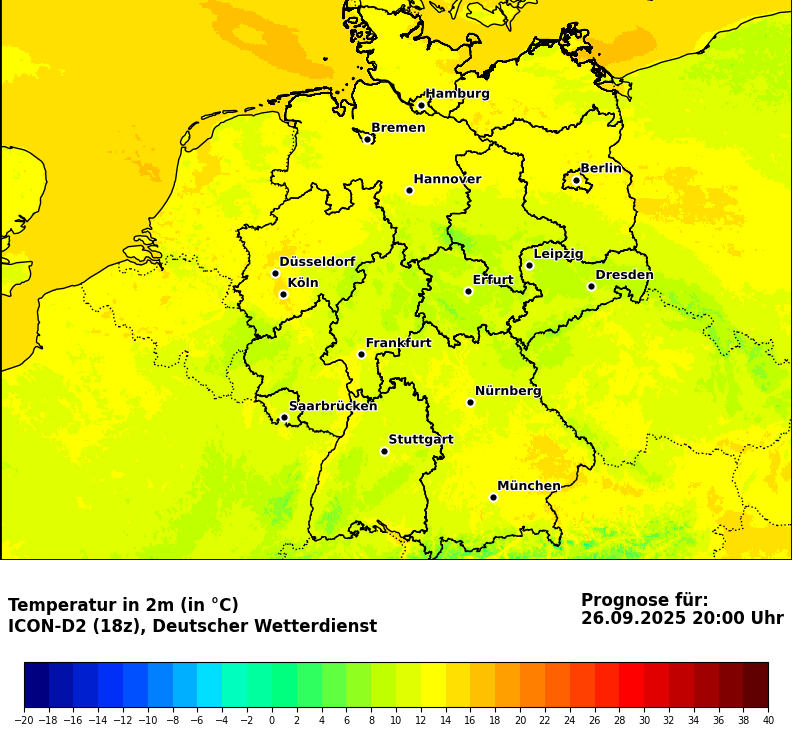 Hamburg
Bremen
Berlin
Hannover
Düsseldorf
Leipzig
Köln
Erfurt
Dresden
Frankfurt
Nürnberg
Saarbrücken
Stuttgart
München
Temperatur in 2m (in °C)
ICON-D2 (18z), Deutscher Wetterdienst
Prognose für:
26.09.2025 20:00 Uhr
−20 −18 −16 −14 −12 −10 −8 −6 −4 −2 0 2 4 6 8 10 12 14 16 18 20 22 24 26 28 30 32 34 36 38 40